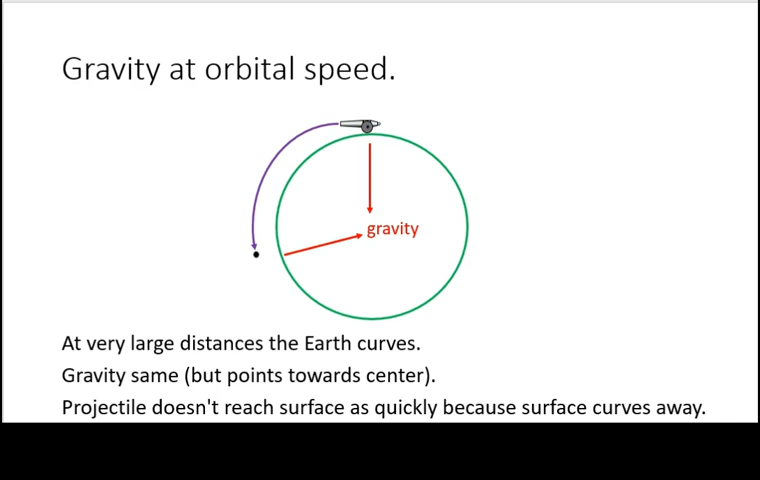 Gravity at orbital speed.
gravity
At very large distances the Earth curves.
Gravity same (but points towards center).
Projectile doesn't reach surface as quickly because surface curves away.